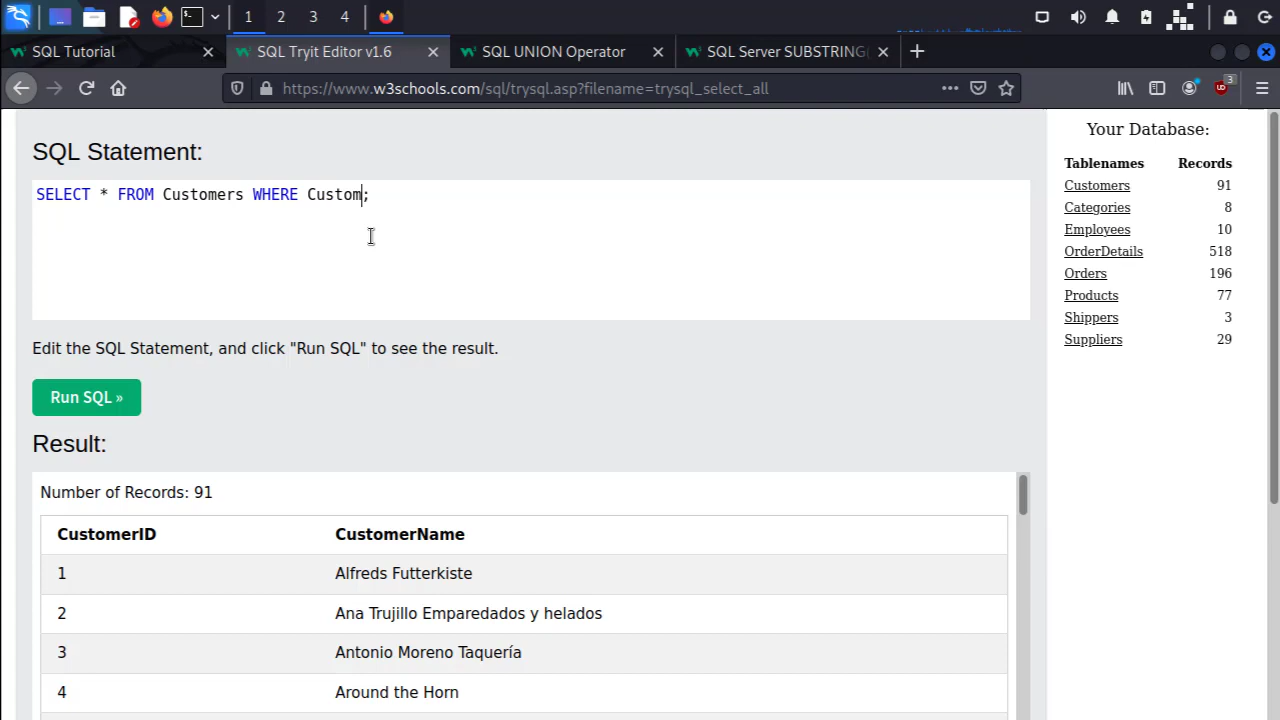 1 2 3 4
SQL Tutorial
SQL Tryit Editor v1.6
SQL UNION Operator
SQL Server SUBSTRING(
https://www.w3schools.com/sql/trysql.asp?filename=trysql_select_all
3
SQL Statement:
SELECT * FROM Customers WHERE Custom;
Edit the SQL Statement, and click "Run SQL" to see the result.
Run SQL »
Result:
Number of Records: 91
CustomerID CustomerName
1 Alfreds Futterkiste
2 Ana Trujillo Emparedados y helados
3 Antonio Moreno Taquería
4 Around the Horn
Your Database:
Tablenames Records
Customers 91
Categories 8
Employees 10
OrderDetails 518
Orders 196
Products 77
Shippers 3
Suppliers 29